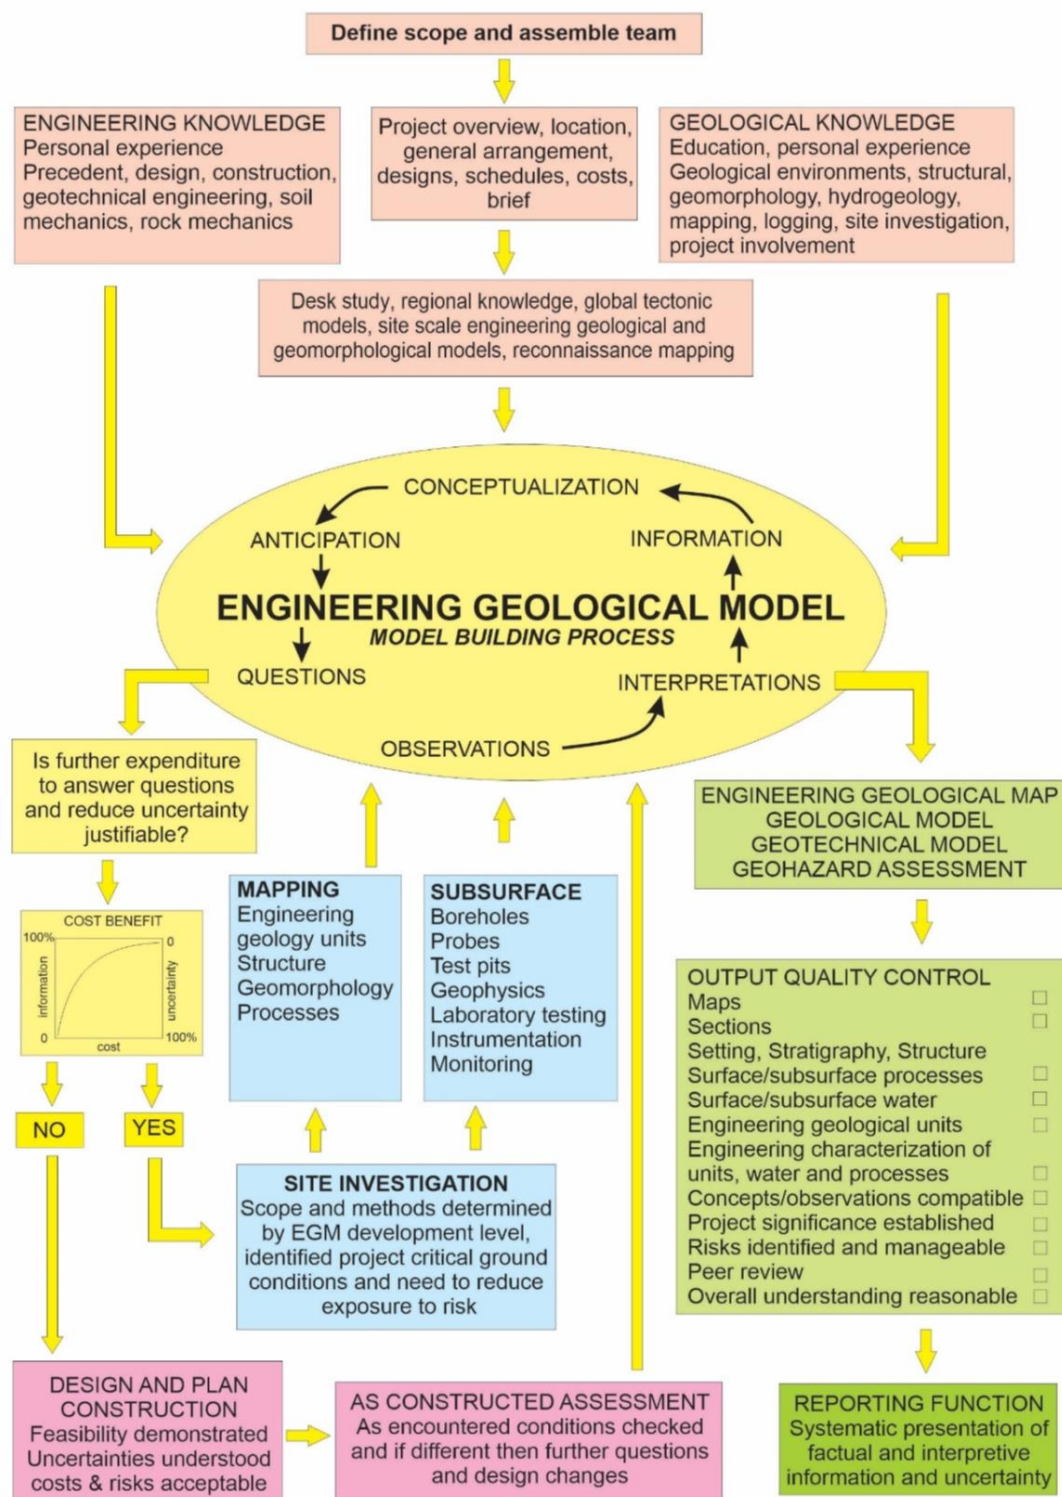 Define scope and assemble team
ENGINEERING KNOWLEDGE
Personal experience
Precedent, design, construction,
geotechnical engineering, soil
mechanics, rock mechanics
Project overview, location,
general arrangement,
designs, schedules, costs,
brief
GEOLOGICAL KNOWLEDGE
Education, personal experience
Geological environments, structural,
geomorphology, hydrogeology,
mapping, logging, site investigation,
project involvement
Desk study, regional knowledge, global tectonic
models, site scale engineering geological and
geomorphological models, reconnaissance mapping
CONCEPTUALIZATION
ANTICIPATION
INFORMATION
ENGINEERING GEOLOGICAL MODEL
MODEL BUILDING PROCESS
QUESTIONS
INTERPRETATIONS
OBSERVATIONS
Is further expenditure
to answer questions
and reduce uncertainty
justifiable?
COST BENEFIT
100%
0
information
uncertainty
0
100%
cost
NO
YES
MAPPING
Engineering
geology units
Structure
Geomorphology
Processes
SUBSURFACE
Boreholes
Probes
Test pits
Geophysics
Laboratory testing
Instrumentation
Monitoring
SITE INVESTIGATION
Scope and methods determined
by EGM development level,
identified project critical ground
conditions and need to reduce
exposure to risk
ENGINEERING GEOLOGICAL MAP
GEOLOGICAL MODEL
GEOTECHNICAL MODEL
GEOHAZARD ASSESSMENT
OUTPUT QUALITY CONTROL
Maps
Sections
Setting, Stratigraphy, Structure
Surface/subsurface processes
Surface/subsurface water
Engineering geological units
Engineering characterization of
units, water and processes
Concepts/observations compatible
Project significance established
Risks identified and manageable
Peer review
Overall understanding reasonable
DESIGN AND PLAN
CONSTRUCTION
Feasibility demonstrated
Uncertainties understood
costs & risks acceptable
AS CONSTRUCTED ASSESSMENT
As encountered conditions checked
and if different then further questions
and design changes
REPORTING FUNCTION
Systematic presentation of
factual and interpretive
information and uncertainty